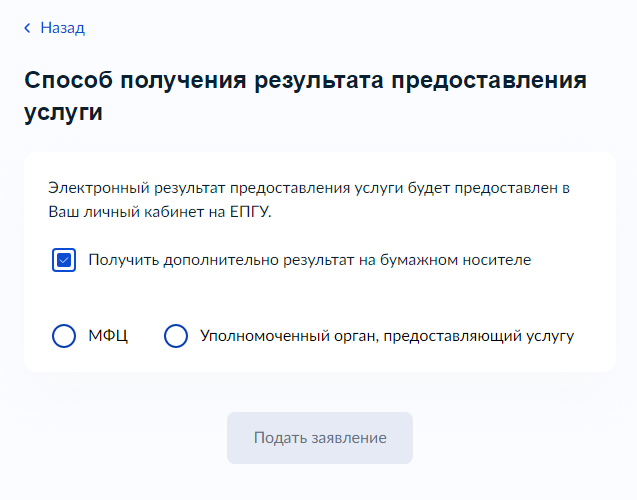 Назад
Способ получения результата предоставления
услуги
Электронный результат предоставления услуги будет предоставлен в
Ваш личный кабинет на ЕПГУ.
Получить дополнительно результат на бумажном носителе
МФЦ Уполномоченный орган, предоставляющий услугу
Подать заявление